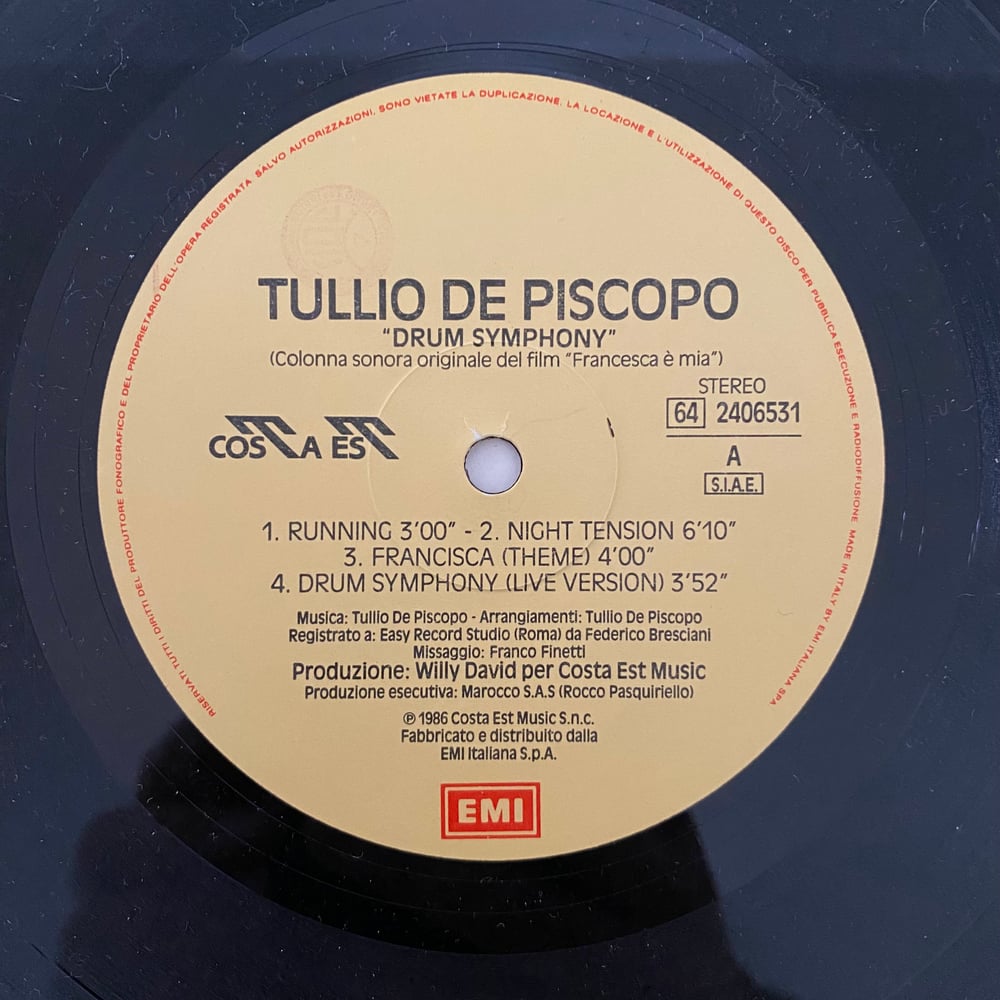 RISERVATI TUTTI I DIRITTI DEL PRODUTTORE FONOGRAFICO E DEL PROPRIETARIO DELL'OPERA REGISTRATA. SALVO AUTORIZZAZIONI, SONO VIETATE LA DUPLICAZIONE, LA LOCAZIONE E L'UTILIZZAZIONE DI QUESTO DISCO PER PUBBLICA ESECUZIONE E RADIODIFFUSIONE MADE IN ITALY BY EMI ITALIANA SPA
TULLIO DE PISCOPO
"DRUM SYMPHONY"
(Colonna sonora originale del film "Francesca è mia")
STEREO
64 2406531
COSTA EST
A
S.I.A.E.
1. RUNNING 3'00" - 2. NIGHT TENSION 6'10"
3. FRANCISCA (THEME) 4'00"
4. DRUM SYMPHONY (LIVE VERSION) 3'52"
Musica: Tullio De Piscopo - Arrangiamenti: Tullio De Piscopo
Registrato a: Easy Record Studio (Roma) da Federico Bresciani
Missaggio: Franco Finetti
Produzione: Willy David per Costa Est Music
Produzione esecutiva: Marocco S.A.S (Rocco Pasquiriello)
℗ 1986 Costa Est Music S.n.c.
Fabbricato e distribuito dalla
EMI Italiana S.p.A.
EMI